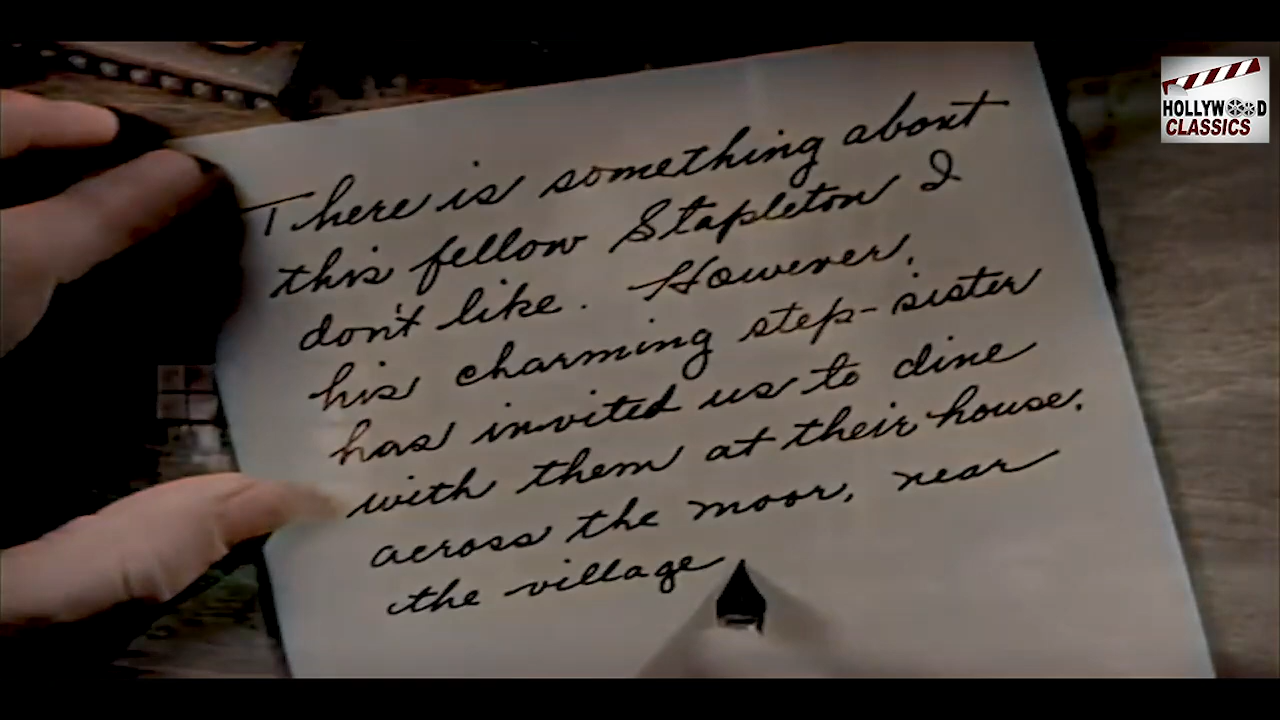 HOLLYWOOD
CLASSICS
There is something about
this fellow Stapleton I
don't like. However,
his charming step-sister
has invited us to dine
with them at their house,
across the moor, near
the village